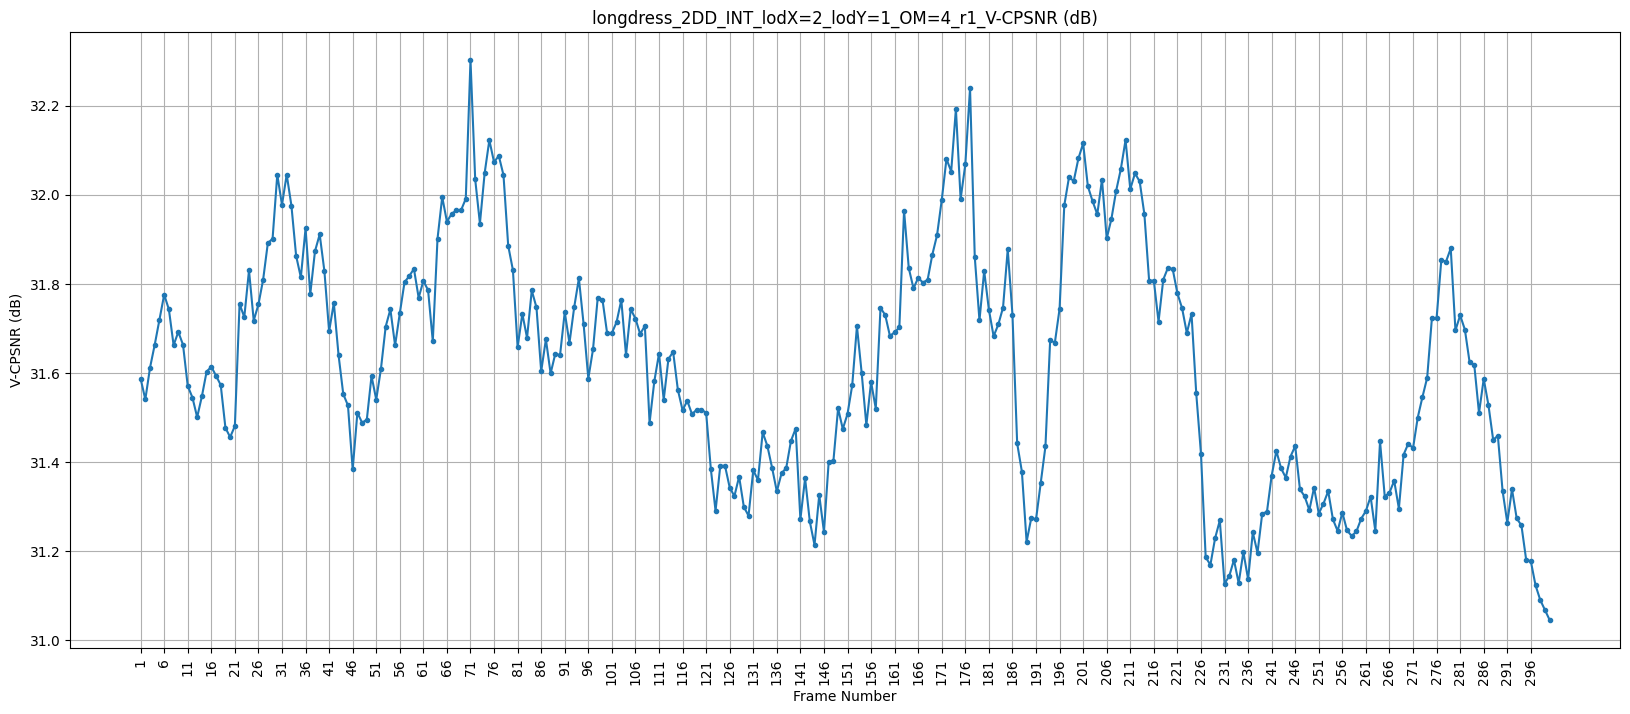 longdress_2DD_INT_lodX=2_lodY=1_OM=4_r1_V-CPSNR (dB)
V-CPSNR (dB)
32.2
32.0
31.8
31.6
31.4
31.2
31.0
1 6 11 16 21 26 31 36 41 46 51 56 61 66 71 76 81 86 91 96 101 106 111 116 121 126 131 136 141 146 151 156 161 166 171 176 181 186 191 196 201 206 211 216 221 226 231 236 241 246 251 256 261 266 271 276 281 286 291 296
Frame Number